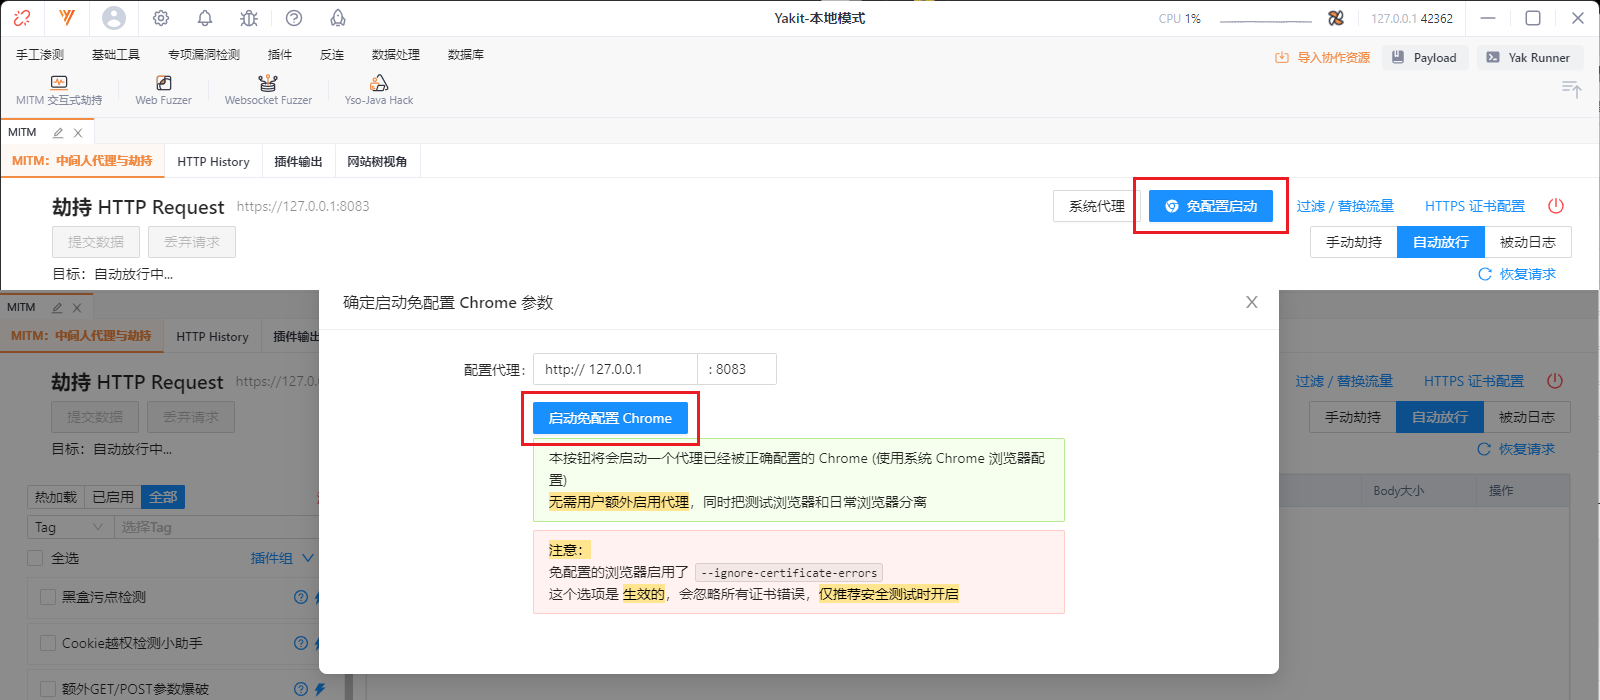 Yakit-本地模式
CPU 1%
127.0.0.1 42362
手工渗透 基础工具 专项漏洞检测 插件 反连 数据处理 数据库
导入协作资源 Payload Yak Runner
MITM 交互式劫持 Web Fuzzer Websocket Fuzzer Yso-Java Hack
MITM
MITM：中间人代理与劫持 HTTP History 插件输出 网站树视角
劫持 HTTP Request https://127.0.0.1:8083
系统代理 免配置启动 过滤 / 替换流量 HTTPS 证书配置
提交数据 丢弃请求
手动劫持 自动放行 被动日志
目标：自动放行中...
恢复请求
MITM
确定启动免配置 Chrome 参数
MITM：中间人代理与劫持 HTTP History 插件输出
配置代理： http:// 127.0.0.1 : 8083
劫持 HTTP Request https://127.0.
过滤 / 替换流量 HTTPS 证书配置
提交数据 丢弃请求
启动免配置 Chrome
手动劫持 自动放行 被动日志
目标：自动放行中...
恢复请求
本按钮将会启动一个代理已经被正确配置的 Chrome (使用系统 Chrome 浏览器配
置)
无需用户额外启用代理，同时把测试浏览器和日常浏览器分离
热加载 已启用 全部
Body大小 操作
Tag 选择Tag
注意：
全选 插件组
免配置的浏览器启用了 --ignore-certificate-errors
这个选项是 生效的，会忽略所有证书错误，仅推荐安全测试时开启
黑盒污点检测
Cookie越权检测小助手
额外GET/POST参数爆破